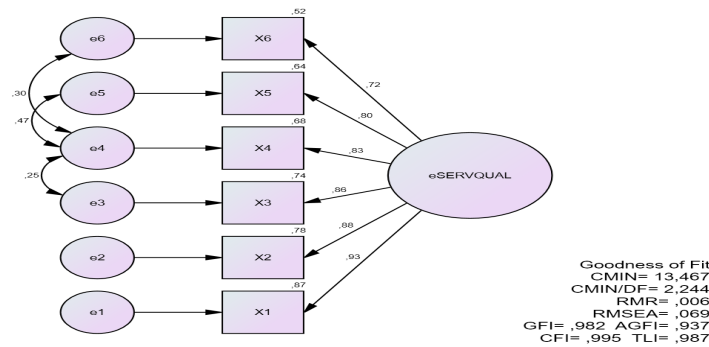 ,52
e6 X6
,72
,64
e5 X5
,30
,80
,47
,68
e4 X4
,83
eSERVQUAL
,25
,74
e3 X3
,86
,78
e2 X2
,88
,93
,87
e1 X1
Goodness of Fit
CMIN= 13,467
CMIN/DF= 2,244
RMR= ,006
RMSEA= ,069
GFI= ,982 AGFI= ,937
CFI= ,995 TLI= ,987